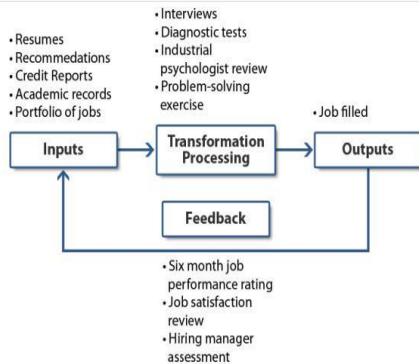 • Interviews
• Diagnostic tests
• Industrial
psychologist review
• Problem-solving
exercise
• Resumes
• Recommedations
• Credit Reports
• Academic records
• Portfolio of jobs
• Job filled
Inputs
Transformation
Processing
Outputs
Feedback
• Six month job
performance rating
• Job satisfaction
review
• Hiring manager
assessment